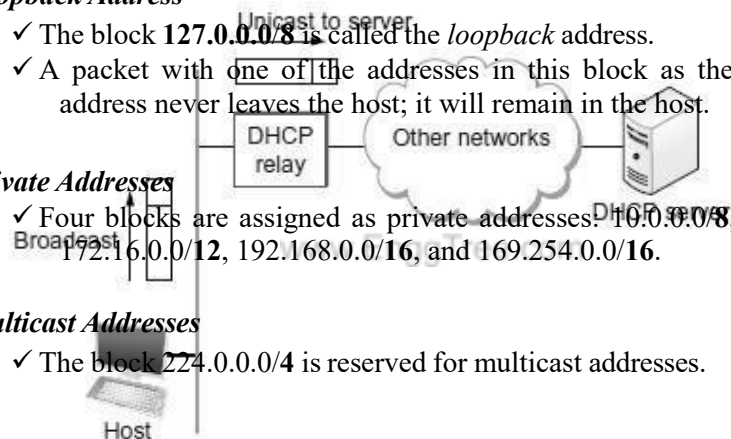 opback Address
Unicast to server
✓ The block 127.0.0.0/8 is called the loopback address.
✓ A packet with one of the addresses in this block as the
address never leaves the host; it will remain in the host.
DHCP
relay
Other networks
ivate Addresses
DHCP server
✓ Four blocks are assigned as private addresses: 10.0.0.0/8,
Broadcast
172.16.0.0/12, 192.168.0.0/16, and 169.254.0.0/16.
ulticast Addresses
✓ The block 224.0.0.0/4 is reserved for multicast addresses.
Host